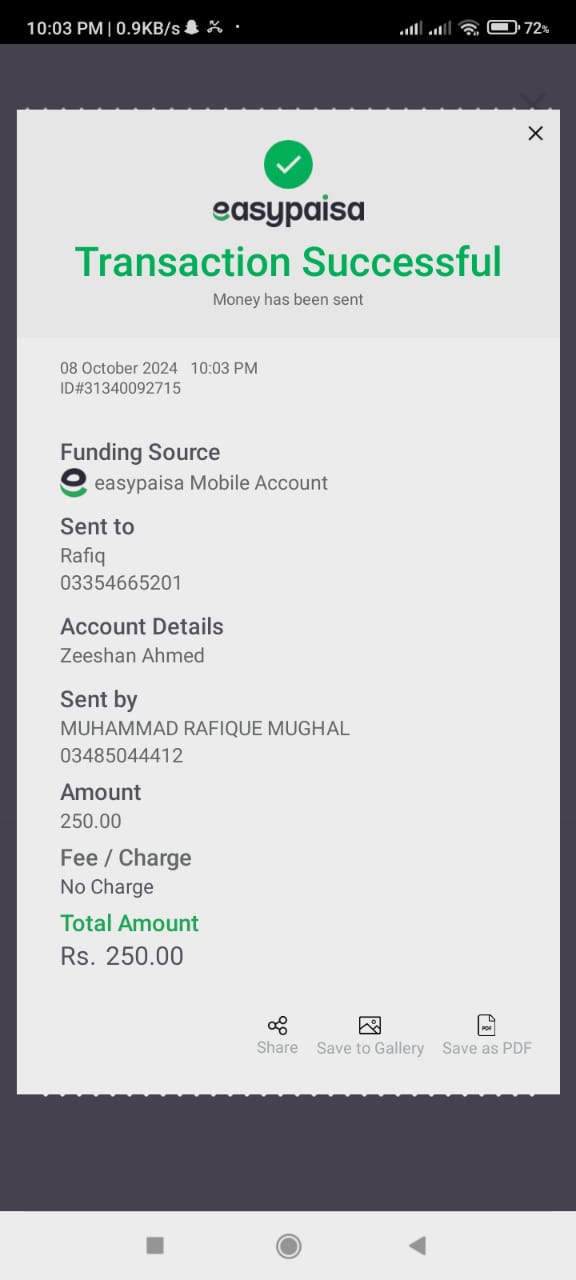 10:03 PM | 0.9KB/s
72%
easypaisa
Transaction Successful
Money has been sent
08 October 2024 10:03 PM
ID#31340092715
Funding Source
easypaisa Mobile Account
Sent to
Rafiq
03354665201
Account Details
Zeeshan Ahmed
Sent by
MUHAMMAD RAFIQUE MUGHAL
03485044412
Amount
250.00
Fee / Charge
No Charge
Total Amount
Rs. 250.00
Share
Save to Gallery
PDF
Save as PDF